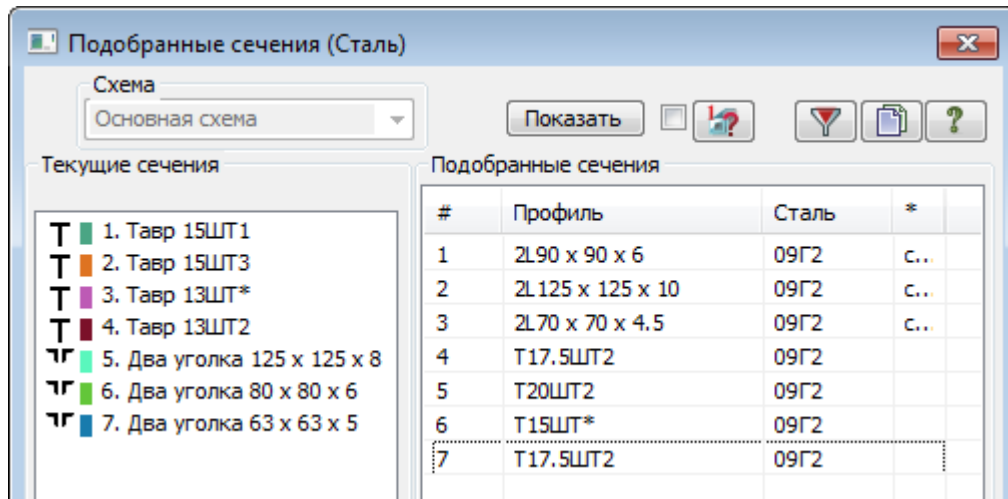 Подобранные сечения (Сталь)
Схема
Основная схема
Показать
Текущие сечения
1. Тавр 15ШТ1
2. Тавр 15ШТ3
3. Тавр 13ШТ*
4. Тавр 13ШТ2
5. Два уголка 125 x 125 x 8
6. Два уголка 80 x 80 x 6
7. Два уголка 63 x 63 x 5
Подобранные сечения
# Профиль Сталь *
1 2L90 x 90 x 6 09Г2 с...
2 2L125 x 125 x 10 09Г2 с...
3 2L70 x 70 x 4.5 09Г2 с...
4 Т17.5ШТ2 09Г2
5 Т20ШТ2 09Г2
6 Т15ШТ* 09Г2
7 Т17.5ШТ2 09Г2